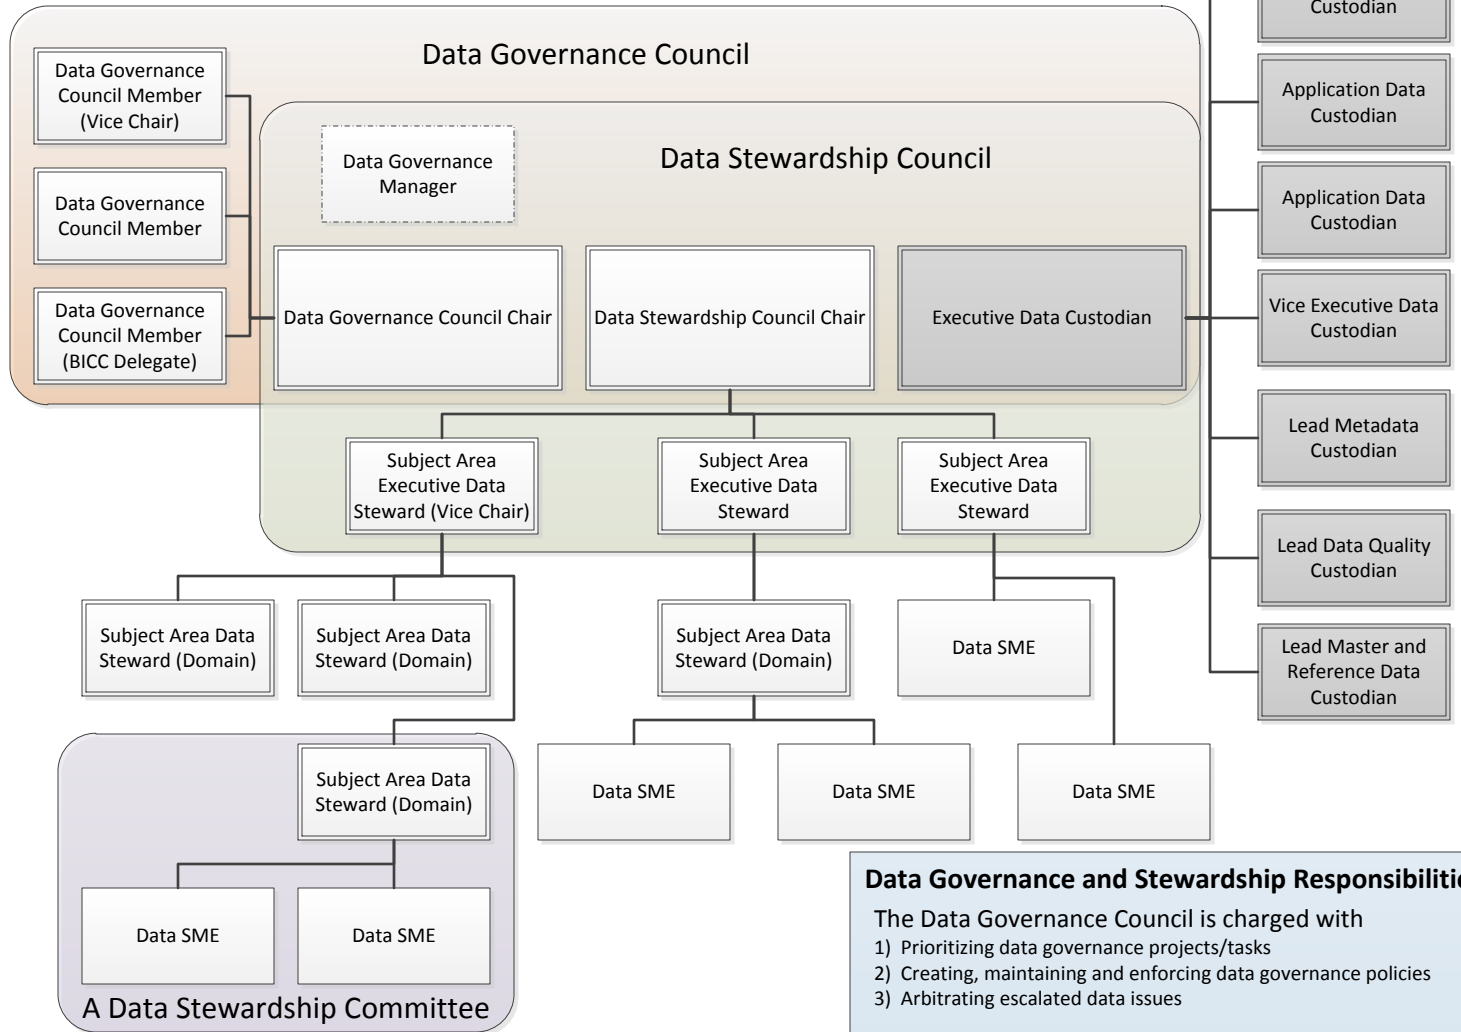 Custodian
Data Governance Council
Data Governance
Council Member
(Vice Chair)
Application Data
Custodian
Data Governance
Manager
Data Stewardship Council
Data Governance
Council Member
Application Data
Custodian
Data Governance
Council Member
(BICC Delegate)
Data Governance Council Chair
Data Stewardship Council Chair
Executive Data Custodian
Vice Executive Data
Custodian
Lead Metadata
Custodian
Subject Area
Executive Data
Steward (Vice Chair)
Subject Area
Executive Data
Steward
Subject Area
Executive Data
Steward
Lead Data Quality
Custodian
Subject Area Data
Steward (Domain)
Subject Area Data
Steward (Domain)
Subject Area Data
Steward (Domain)
Data SME
Lead Master and
Reference Data
Custodian
Subject Area Data
Steward (Domain)
Data SME
Data SME
Data SME
Data SME
Data SME
A Data Stewardship Committee
Data Governance and Stewardship Responsibilitie
The Data Governance Council is charged with
1) Prioritizing data governance projects/tasks
2) Creating, maintaining and enforcing data governance policies
3) Arbitrating escalated data issues